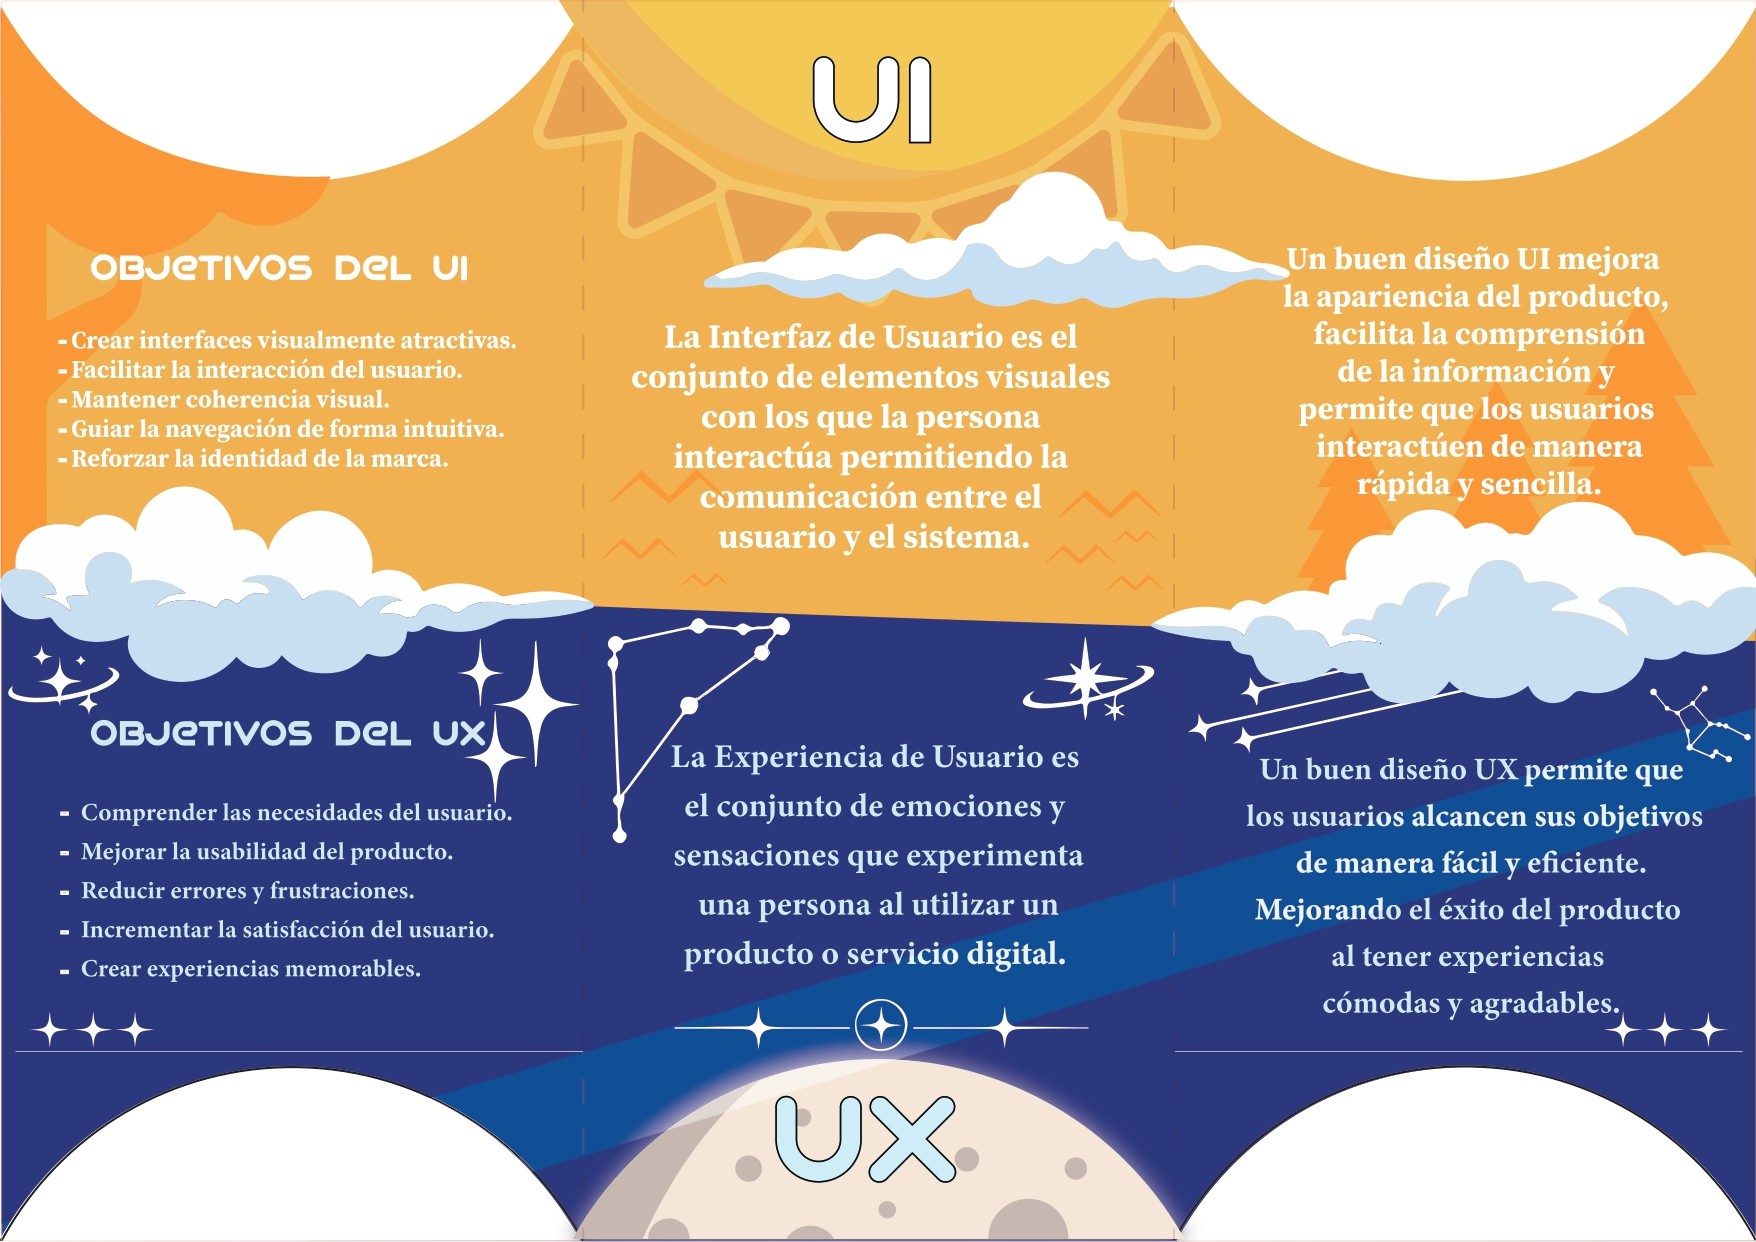 UI
OBJETIVOS DEL UI
-Crear interfaces visualmente atractivas.
-Facilitar la interacción del usuario.
-Mantener coherencia visual.
-Guiar la navegación de forma intuitiva.
-Reforzar la identidad de la marca.
La Interfaz de Usuario es el
conjunto de elementos visuales
con los que la persona
interactúa permitiendo la
comunicación entre el
usuario y el sistema.
Un buen diseño UI mejora
la apariencia del producto,
facilita la comprensión
de la información y
permite que los usuarios
interactúen de manera
rápida y sencilla.
OBJETIVOS DEL UX
- Comprender las necesidades del usuario.
- Mejorar la usabilidad del producto.
- Reducir errores y frustraciones.
- Incrementar la satisfacción del usuario.
- Crear experiencias memorables.
La Experiencia de Usuario es
el conjunto de emociones y
sensaciones que experimenta
una persona al utilizar un
producto o servicio digital.
Un buen diseño UX permite que
los usuarios alcancen sus objetivos
de manera fácil y eficiente.
Mejorando el éxito del producto
al tener experiencias
cómodas y agradables.
UX